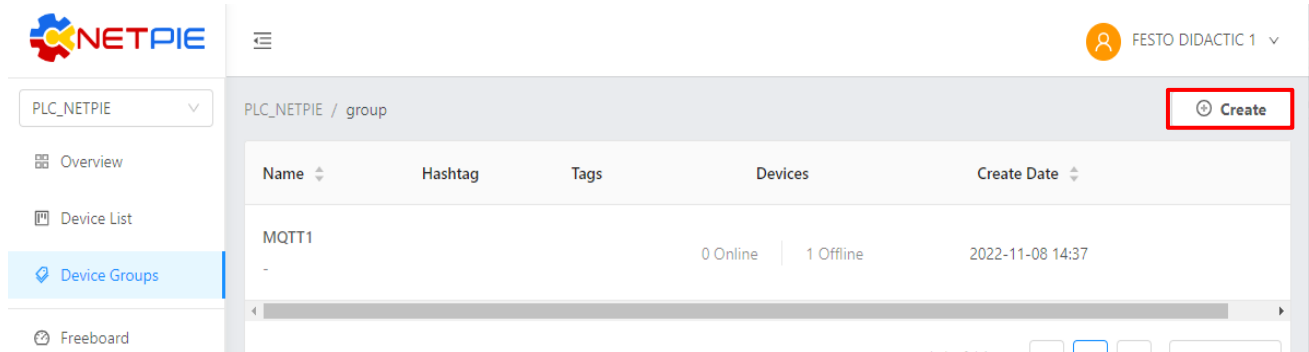 NETPIE
FESTO DIDACTIC 1
PLC_NETPIE
PLC_NETPIE / group
Create
Overview
Device List
Device Groups
Freeboard
Name Hashtag Tags Devices Create Date
MQTT1
-
0 Online 1 Offline 2022-11-08 14:37